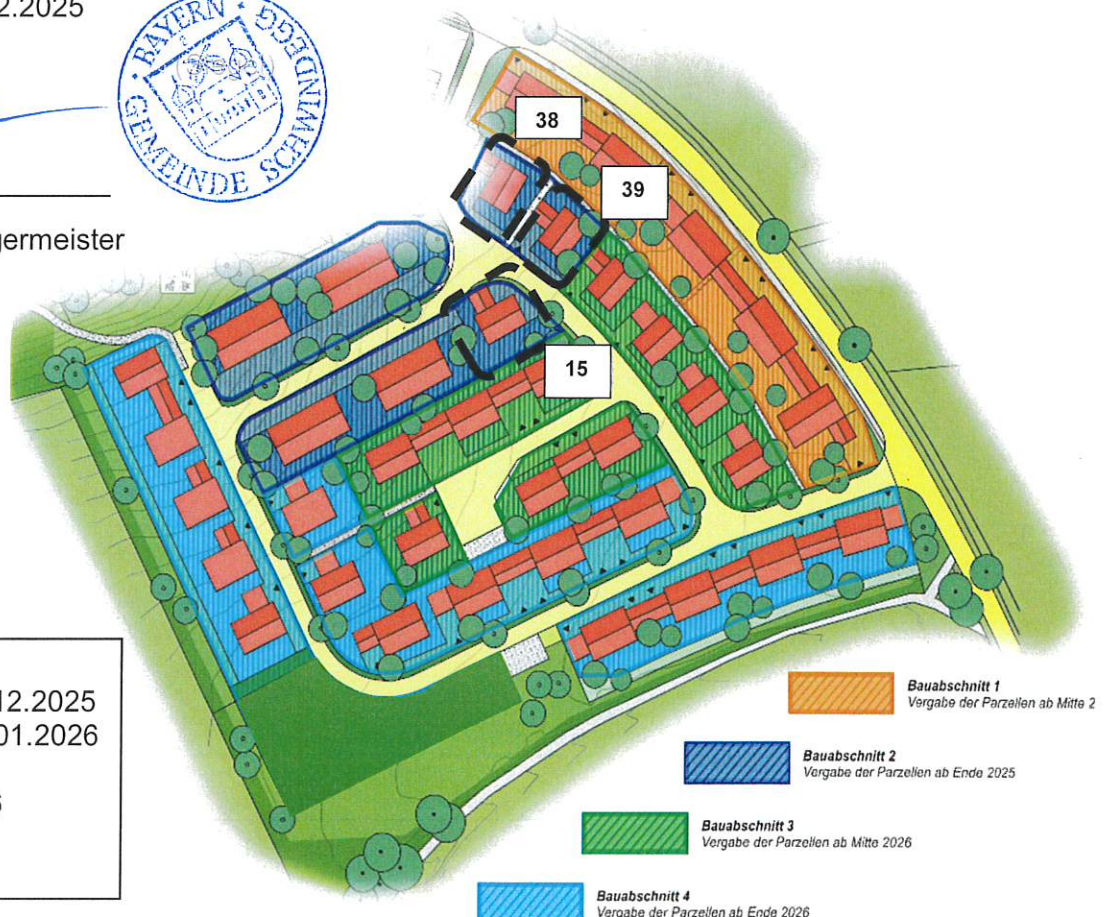 2.2025
BAYERN
GEMEINDE SCHWINDEGG
germeister
38
39
15
12.2025
01.2026
6
Bauabschnitt 1
Vergabe der Parzellen ab Mitte 2
Bauabschnitt 2
Vergabe der Parzellen ab Ende 2025
Bauabschnitt 3
Vergabe der Parzellen ab Mitte 2026
Bauabschnitt 4
Vergabe der Parzellen ab Ende 2026